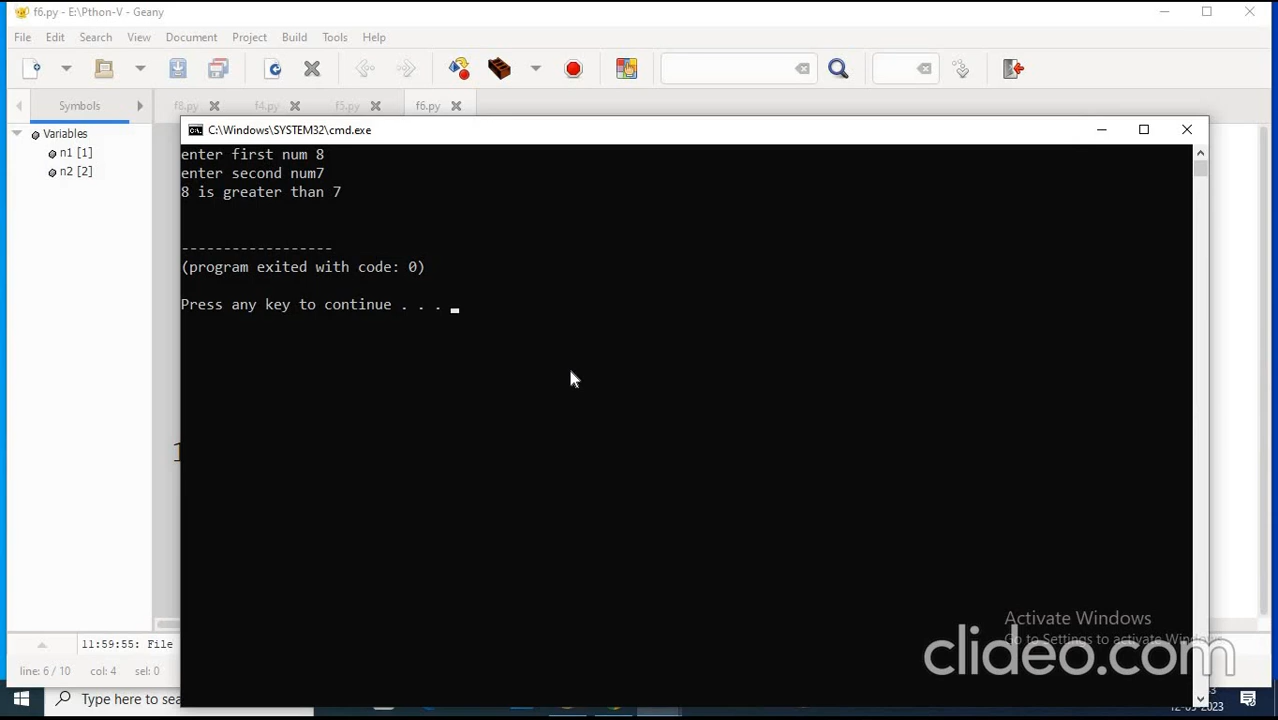 f6.py - E:\Pthon-V - Geany
File Edit Search View Document Project Build Tools Help
Symbols f8.py f4.py f5.py f6.py
Variables
n1 [1]
n2 [2]
C:\Windows\SYSTEM32\cmd.exe
enter first num 8
enter second num7
8 is greater than 7
------------------
(program exited with code: 0)
Press any key to continue . . .
1
Activate Windows
Go to Settings to activate Windows.
clideo.com
11:59:55: File
line: 6 / 10 col: 4 sel: 0
Type here to sea